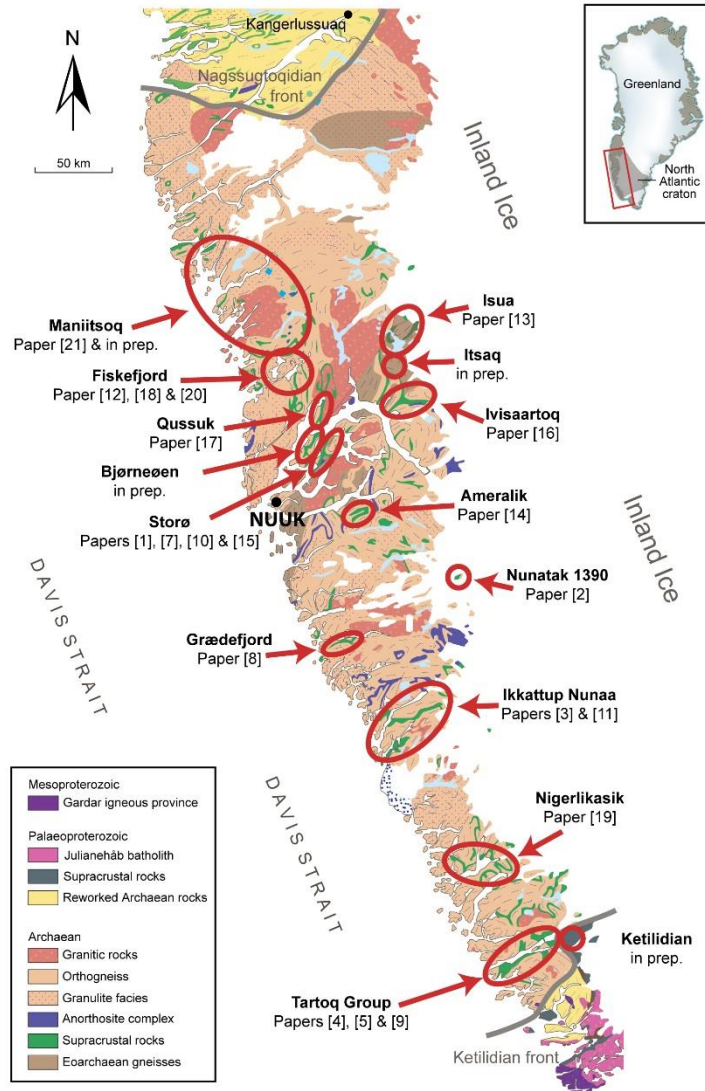 Kangerlussuaq
N
Nagssugtoqidian
front
50 km
Greenland
North
Atlantic
craton
Inland Ice
Isua
Paper [13]
Maniitsoq
Paper [21] & in prep.
Itsaq
in prep.
Fiskefjord
Paper [12], [18] & [20]
Ivisaartoq
Paper [16]
Qussuk
Paper [17]
Bjørneøen
in prep.
Ameralik
Paper [14]
NUUK
Storø
Papers [1], [7], [10] & [15]
Inland Ice
Nunatak 1390
Paper [2]
DAVIS STRAIT
Grædefjord
Paper [8]
Ikkattup Nunaa
Papers [3] & [11]
DAVIS STRAIT
Nigerlikasik
Paper [19]
Ketilidian
in prep.
Tartoq Group
Papers [4], [5] & [9]
Ketilidian front
Mesoproterozoic
Gardar igneous province
Palaeoproterozoic
Julianehåb batholith
Supracrustal rocks
Reworked Archaean rocks
Archaean
Granitic rocks
Orthogneiss
Granulite facies
Anorthosite complex
Supracrustal rocks
Eoarchaean gneisses